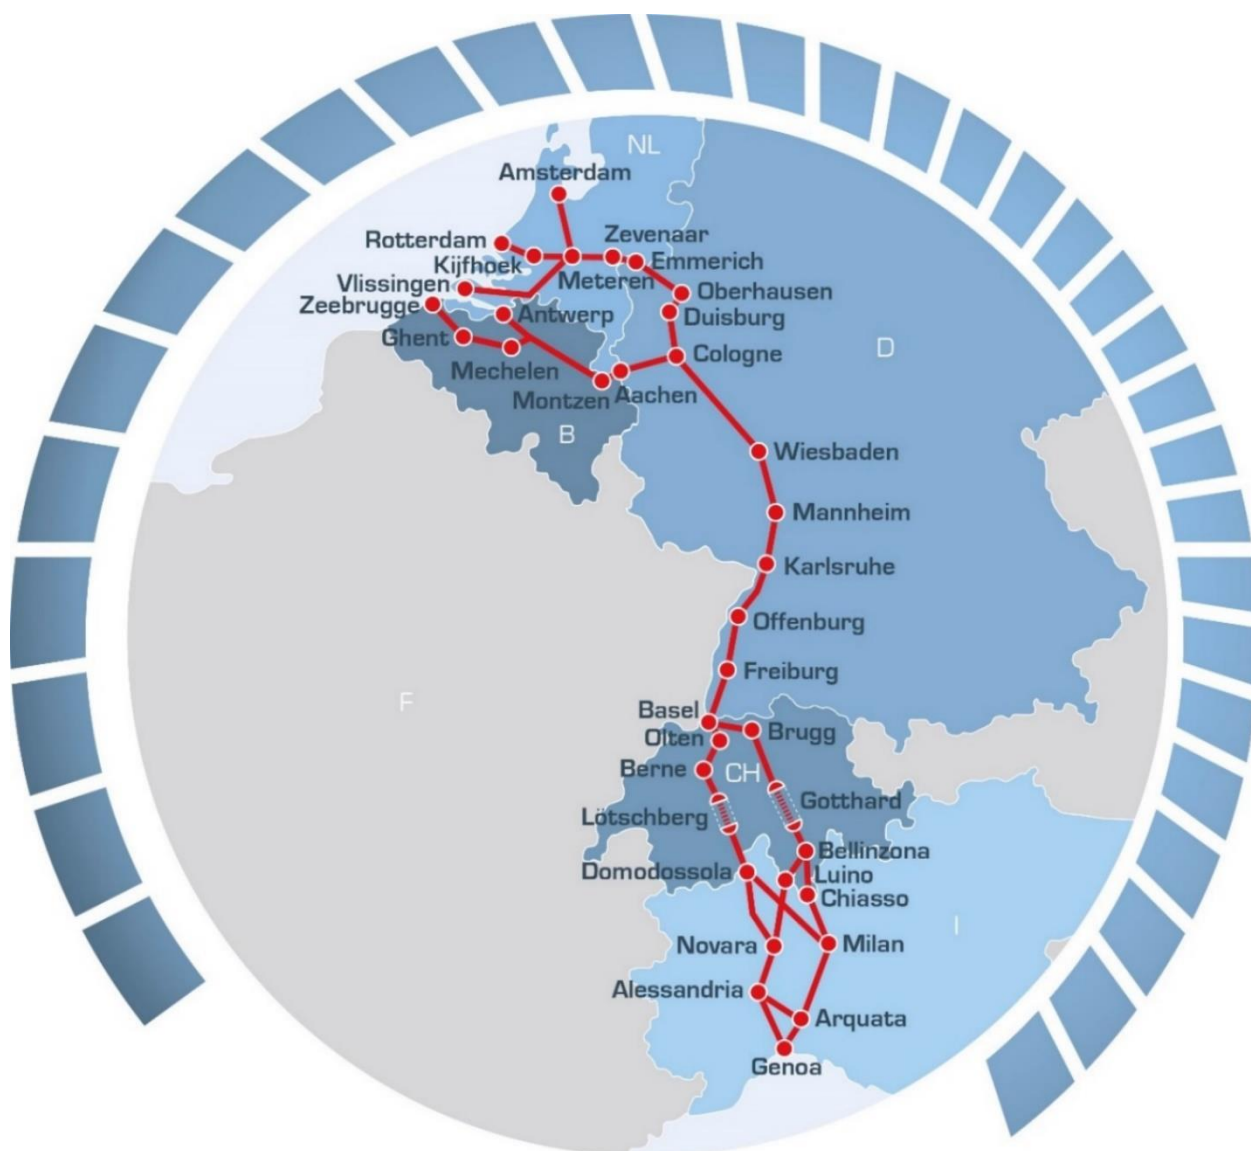 NL
Amsterdam
Rotterdam
Zevenaar
Kijfhoek
Emmerich
Vlissingen
Meteren
Zeebrugge
Oberhausen
Antwerp
Duisburg
Ghent
D
Cologne
Mechelen
Aachen
Montzen
B
Wiesbaden
Mannheim
Karlsruhe
Offenburg
Freiburg
F
Basel
Brugg
Olten
Berne
CH
Gotthard
Lötschberg
Bellinzona
Domodossola
Luino
Chiasso
I
Novara
Milan
Alessandria
Arquata
Genoa